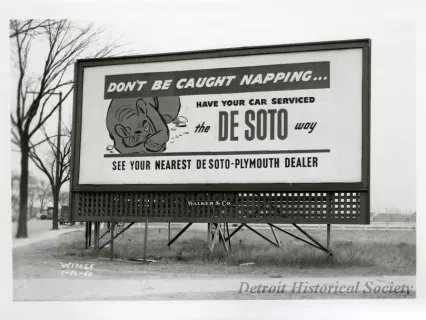 DON'T BE CAUGHT NAPPING...
HAVE YOUR CAR SERVICED
the DE SOTO way
SEE YOUR NEAREST DE SOTO-PLYMOUTH DEALER
WALKER & CO.
Detroit Historical Society